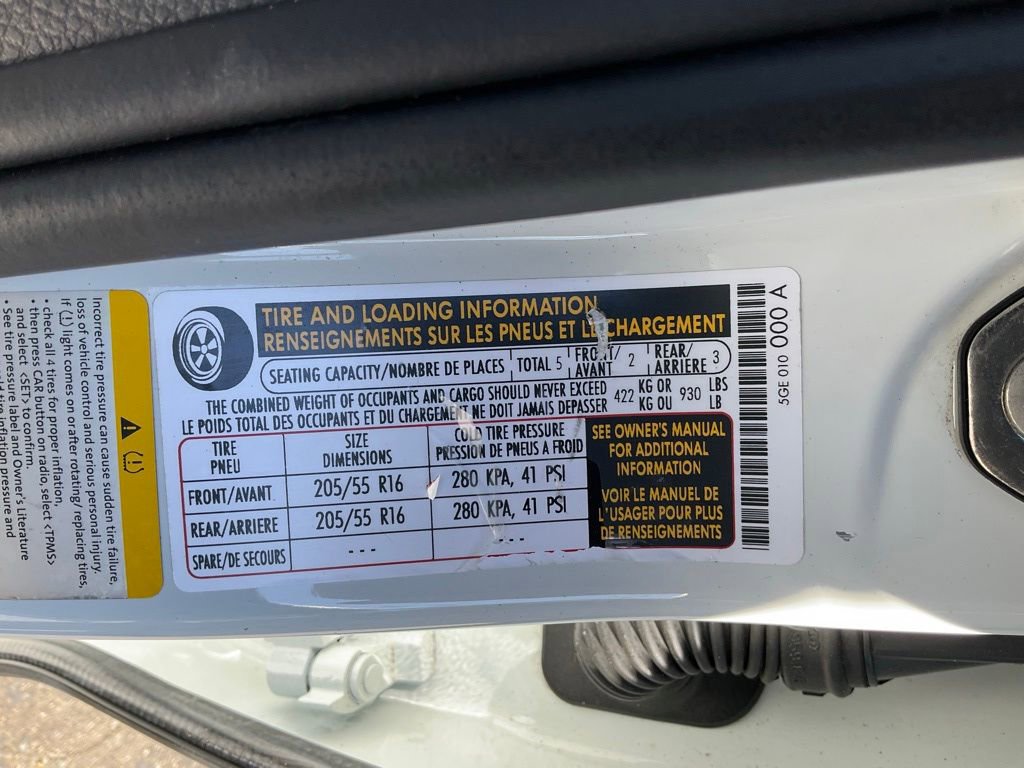 TIRE AND LOADING INFORMATION
RENSEIGNEMENTS SUR LES PNEUS ET LE CHARGEMENT
SEATING CAPACITY/NOMBRE DE PLACES TOTAL 5 FRONT/AVANT 2 REAR/ARRIERE 3
THE COMBINED WEIGHT OF OCCUPANTS AND CARGO SHOULD NEVER EXCEED 422 KG OR 930 LBS
LE POIDS TOTAL DES OCCUPANTS ET DU CHARGEMENT NE DOIT JAMAIS DEPASSER KG OU LB
TIRE PNEU SIZE DIMENSIONS COLD TIRE PRESSURE PRESSION DE PNEUS A FROID
FRONT/AVANT 205/55 R16 280 KPA, 41 PSI
REAR/ARRIERE 205/55 R16 280 KPA, 41 PSI
SPARE/DE SECOURS --- ---
SEE OWNER'S MANUAL
FOR ADDITIONAL
INFORMATION
VOIR LE MANUEL DE
L'USAGER POUR PLUS
DE RENSEIGNEMENTS
5GE 010 000 A
Incorrect tire pressure can cause sudden tire failure,
loss of vehicle control and serious personal injury.
If (!) light comes on or after rotating/ replacing tires,
• check all 4 tires for proper inflation,
• then press CAR button on radio, select <TPMS>
and select <SET> to confirm.
• See tire pressure label and Owner's Literature
tire inflation pressure and